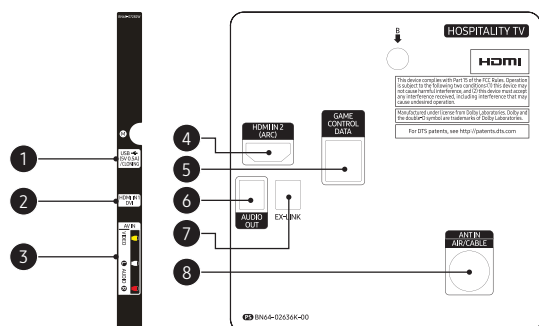 BN64-02636W
H
1
USB
(5V 0.5A)
/CLONING
2
HDMI IN 1
DVI
3
AV IN
VIDEO
L AUDIO R
B
HOSPITALITY TV
HDMI
This device complies with Part 15 of the FCC Rules. Operation
is subject to the following two conditions:(1) this device may
not cause harmful interference, and (2) this device must accept
any interference received, including interference that may
cause undesired operation.
Manufactured under license from Dolby Laboratories. Dolby and
the double-D symbol are trademarks of Dolby Laboratories.
For DTS patents, see http://patents.dts.com
4
HDMI IN 2
(ARC)
GAME
CONTROL
DATA
5
6
AUDIO
OUT
EX-LINK
7
ANT IN
AIR/CABLE
8
PS BN64-02636K-00